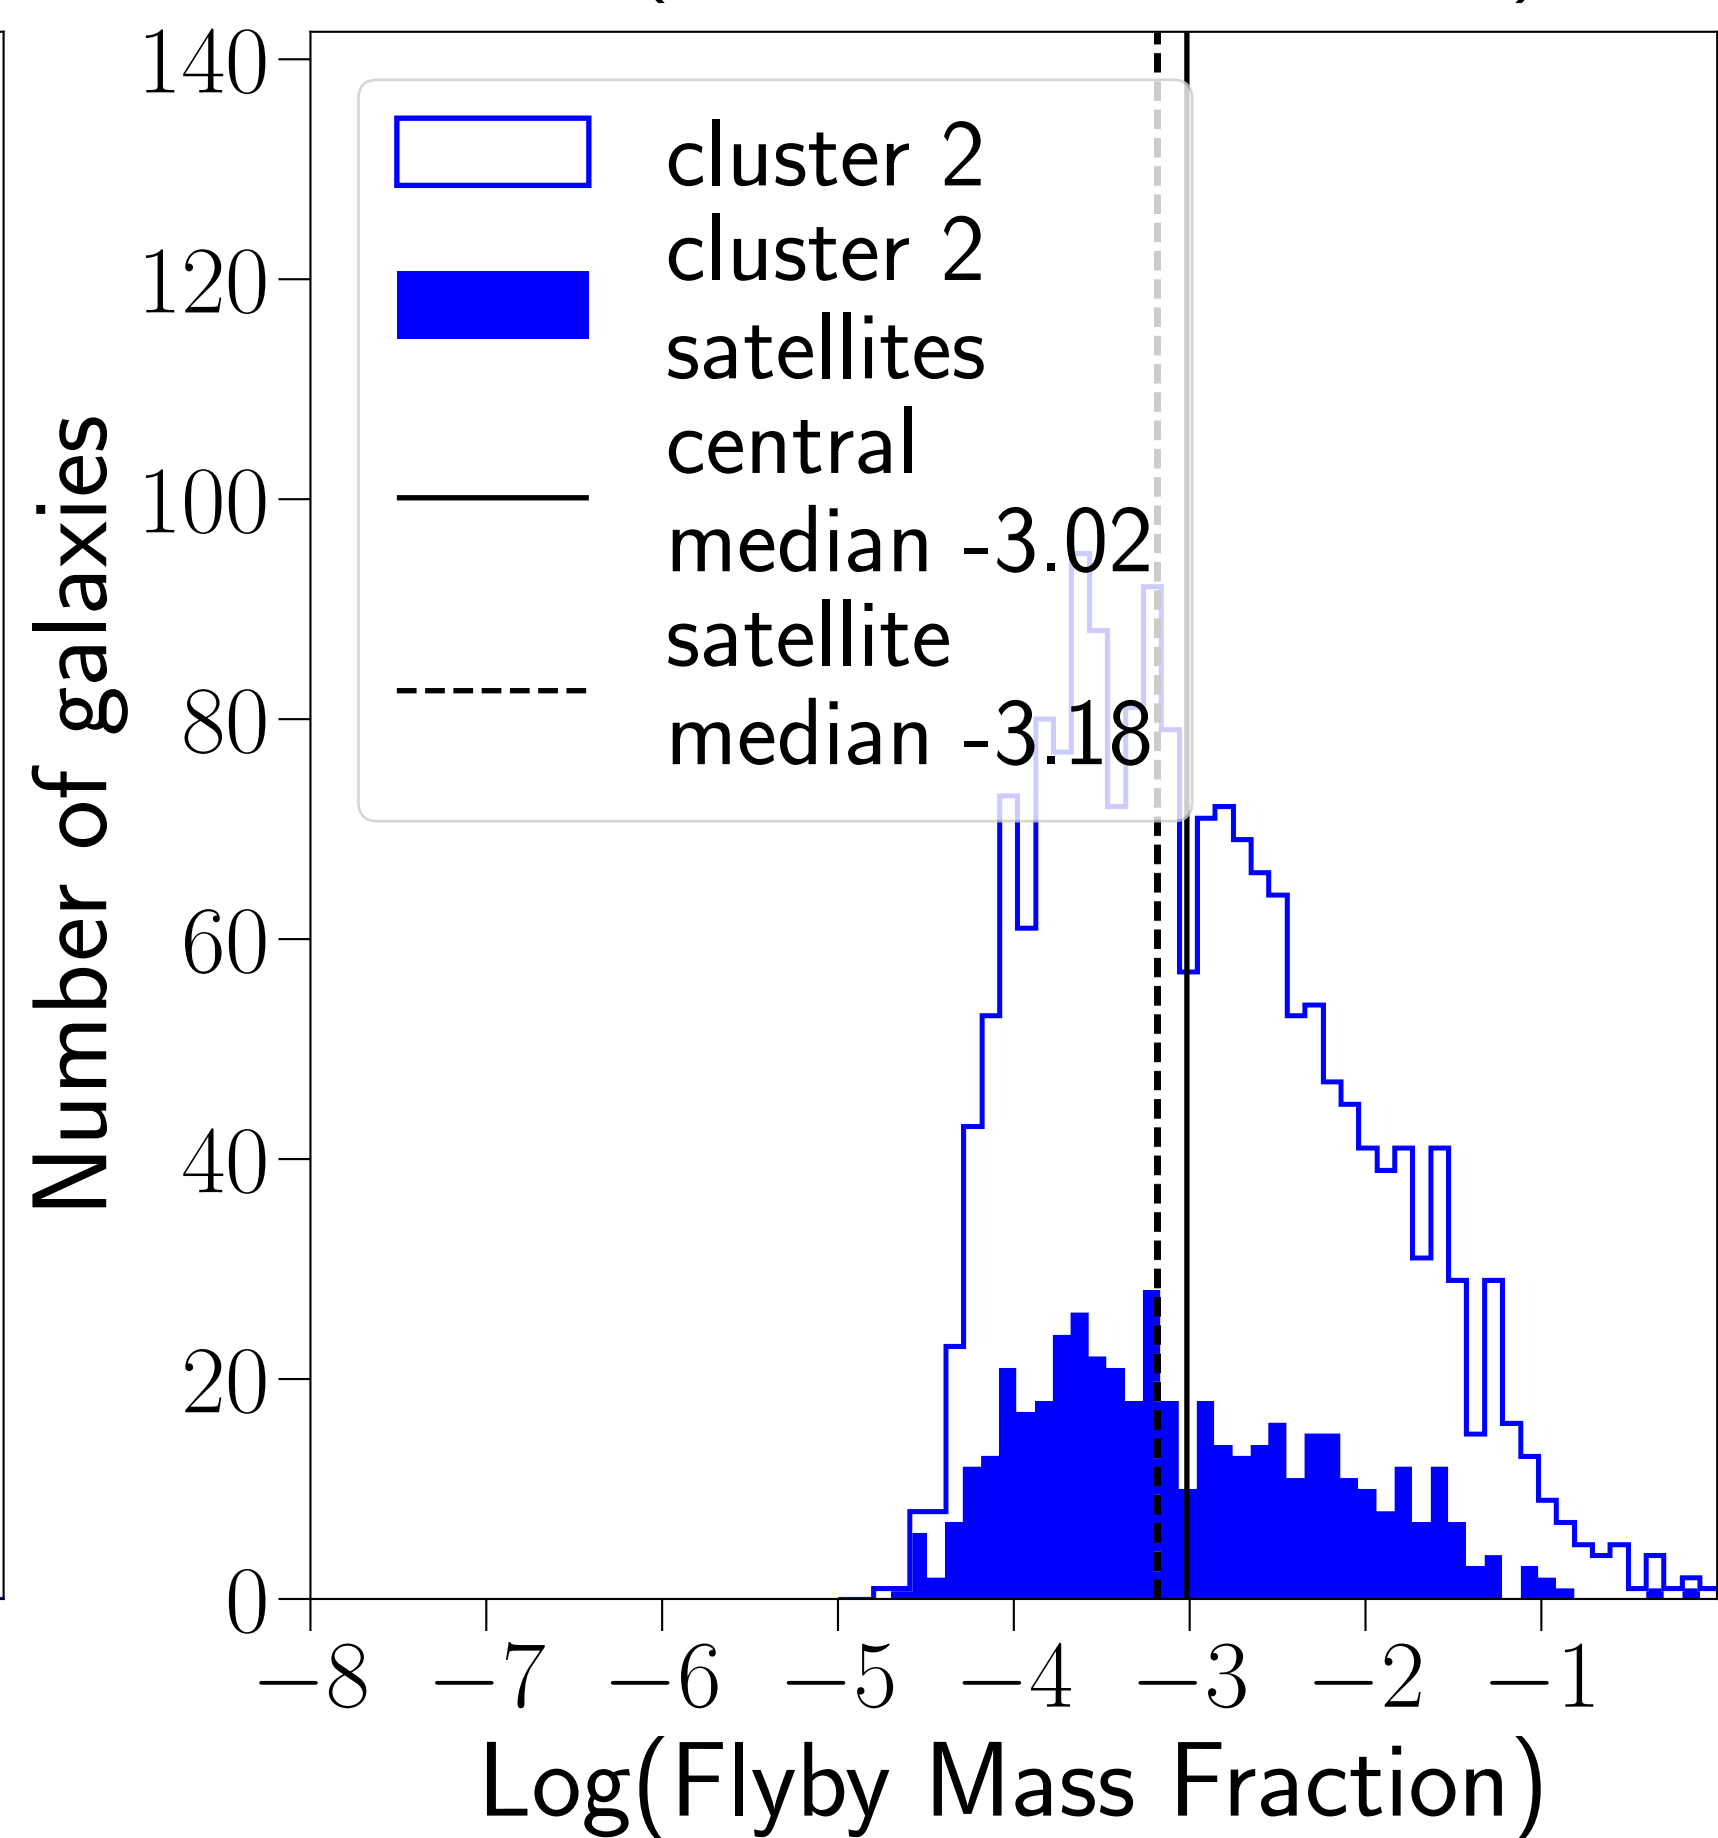 140
120
100
80
60
40
20
0
Number of galaxies
cluster 2
cluster 2
satellites
central
median -3.02
satellite
median -3.18
−8 −7 −6 −5 −4 −3 −2 −1
Log(Flyby Mass Fraction)